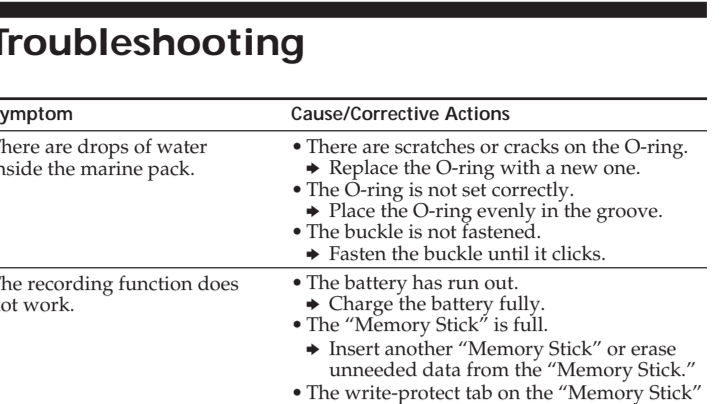 Troubleshooting
ymptom Cause/Corrective Actions
here are drops of water
nside the marine pack.
• There are scratches or cracks on the O-ring.
➜ Replace the O-ring with a new one.
• The O-ring is not set correctly.
➜ Place the O-ring evenly in the groove.
• The buckle is not fastened.
➜ Fasten the buckle until it clicks.
he recording function does
ot work.
• The battery has run out.
➜ Charge the battery fully.
• The “Memory Stick” is full.
➜ Insert another “Memory Stick” or erase
unneeded data from the “Memory Stick.”
• The write-protect tab on the “Memory Stick”